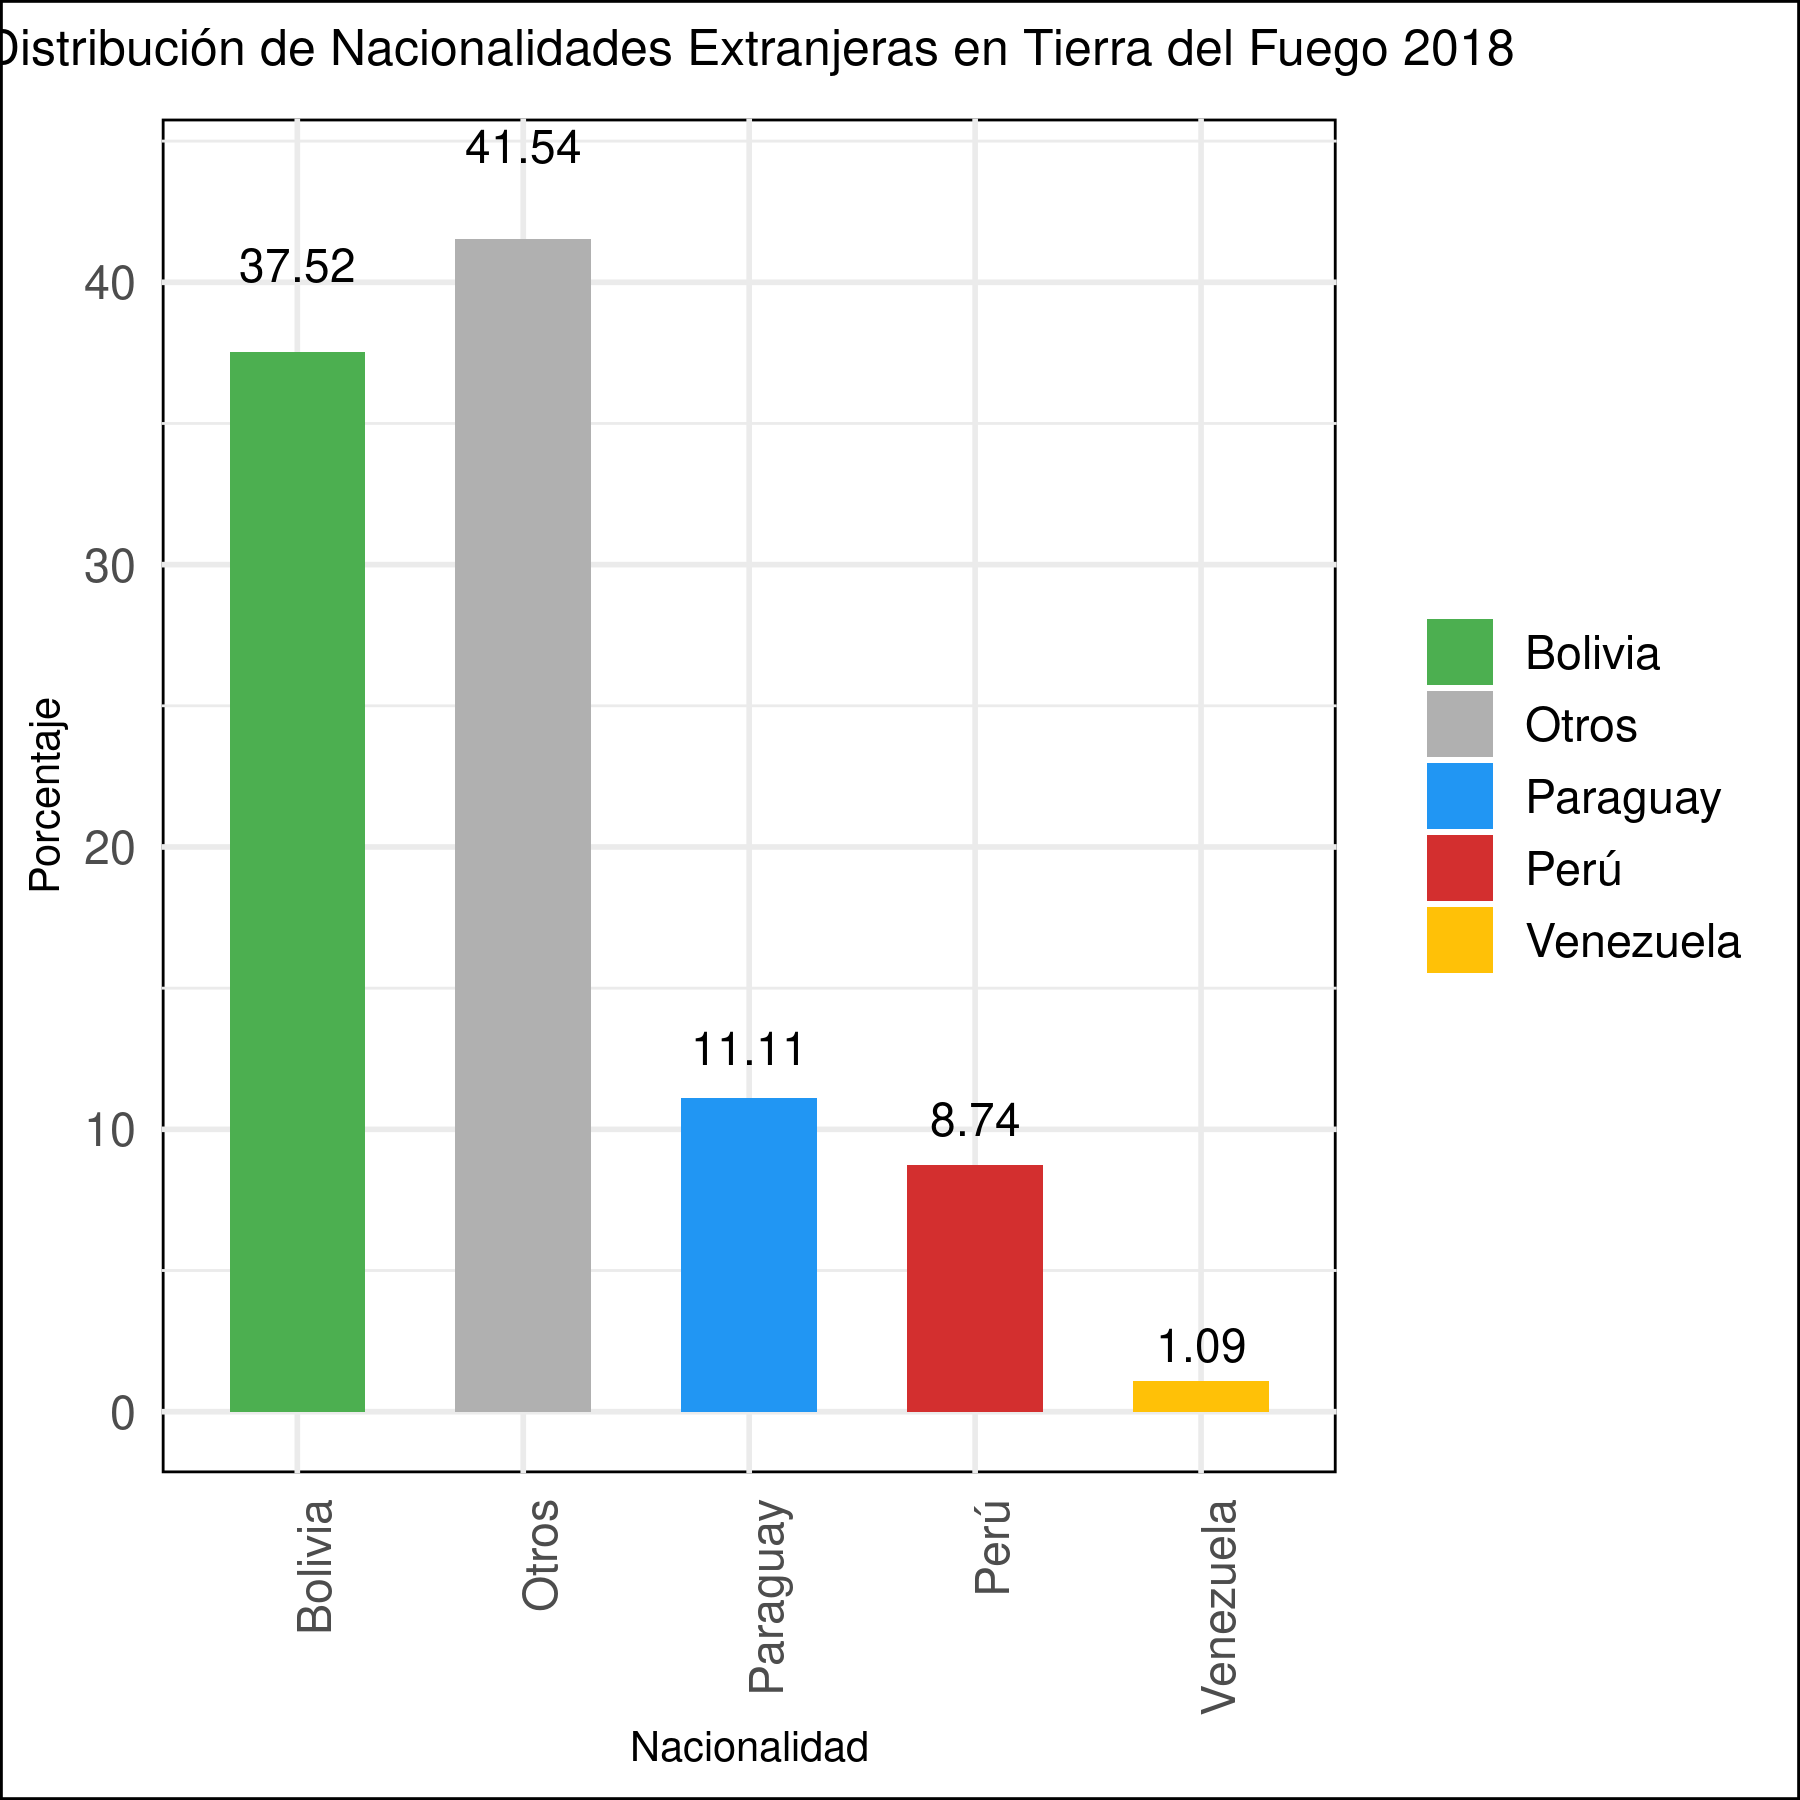 Distribución de Nacionalidades Extranjeras en Tierra del Fuego 2018
41.54
37.52
11.11
8.74
1.09
40
30
20
10
0
Porcentaje
Bolivia
Otros
Paraguay
Perú
Venezuela
Nacionalidad
Bolivia
Otros
Paraguay
Perú
Venezuela